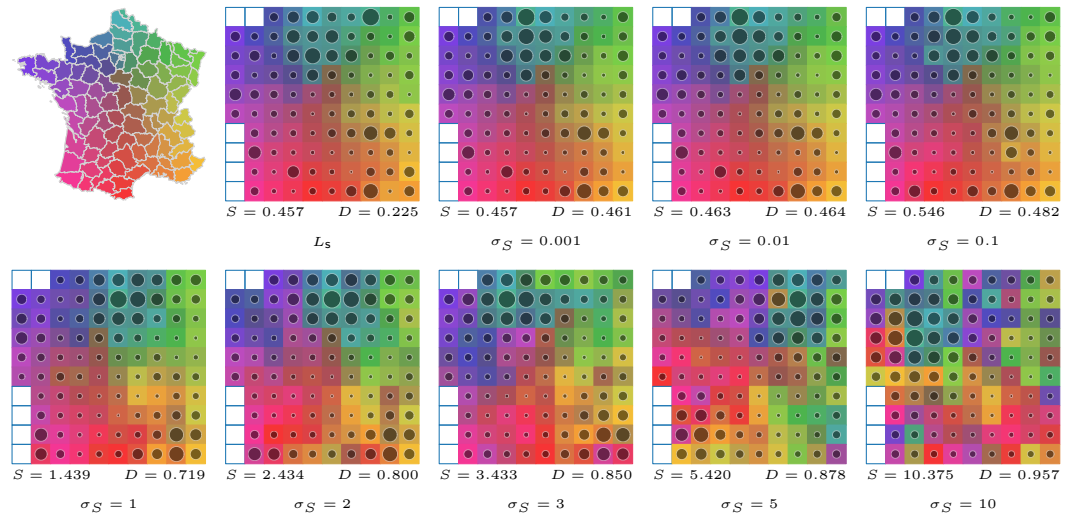 S = 0.457 D = 0.225
L_s
S = 0.457 D = 0.461
σ_S = 0.001
S = 0.463 D = 0.464
σ_S = 0.01
S = 0.546 D = 0.482
σ_S = 0.1
S = 1.439 D = 0.719
σ_S = 1
S = 2.434 D = 0.800
σ_S = 2
S = 3.433 D = 0.850
σ_S = 3
S = 5.420 D = 0.878
σ_S = 5
S = 10.375 D = 0.957
σ_S = 10